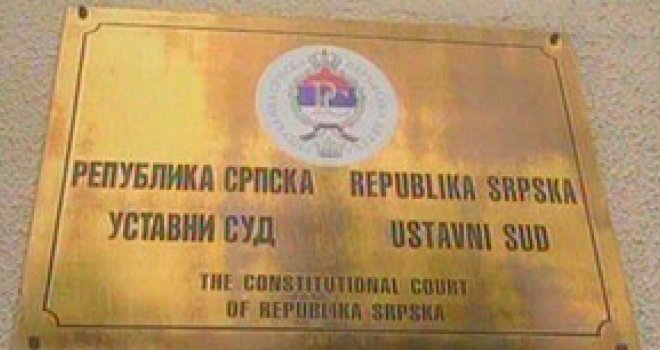 РЕПУБЛИКА СРПСКА REPUBLIKA SRPSKA
УСТАВНИ СУД USTAVNI SUD
THE CONSTITUTIONAL COURT
OF REPUBLIKA SRPSKA